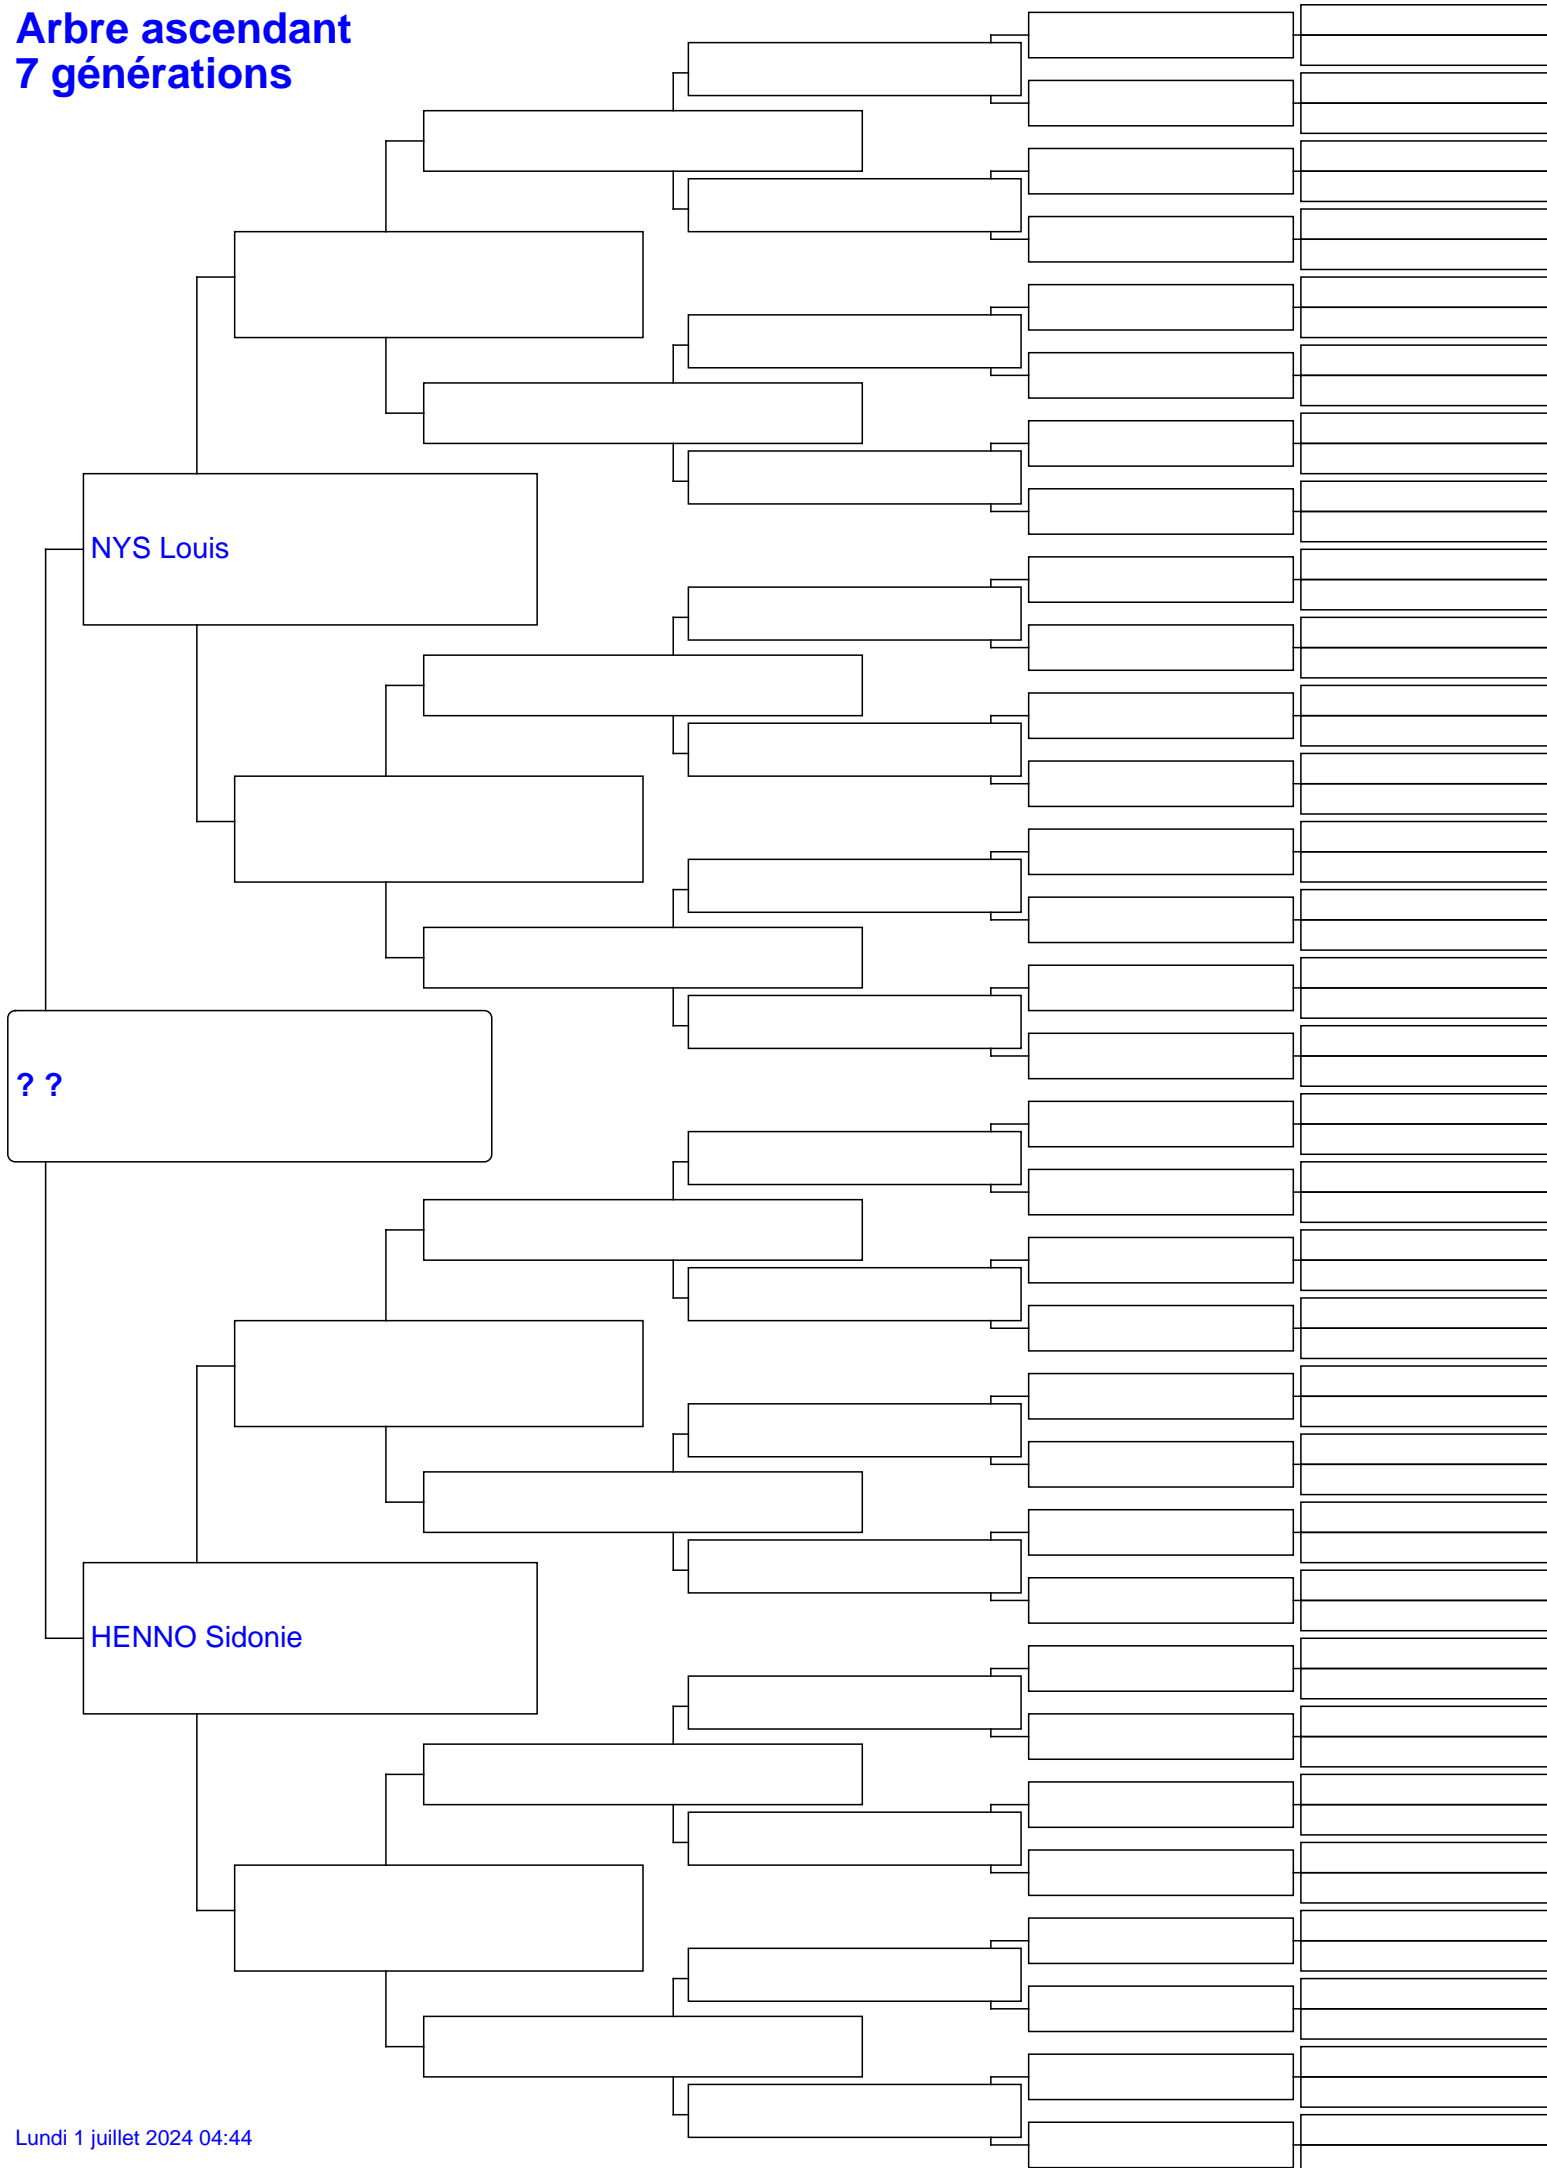 Arbre ascendant
7 générations
NYS Louis
? ?
HENNO Sidonie
Lundi 1 juillet 2024 04:44